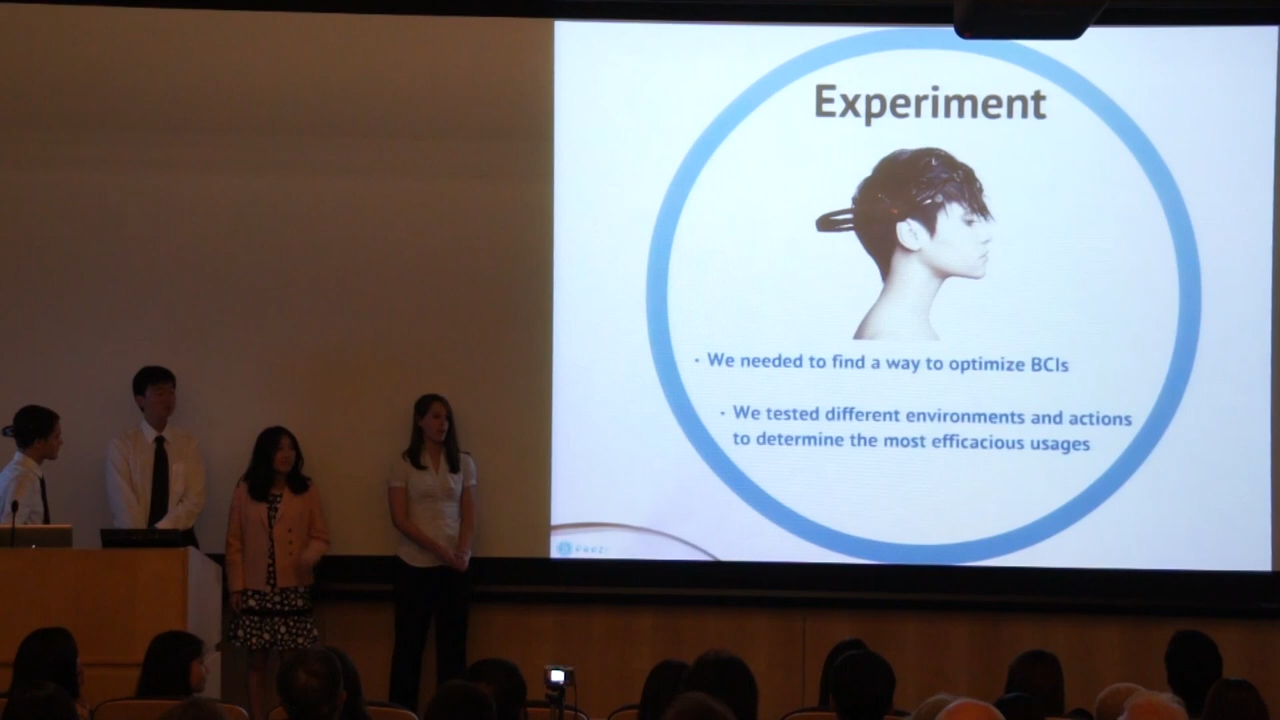 Experiment
· We needed to find a way to optimize BCIs
· We tested different environments and actions
to determine the most efficacious usages
Prezi